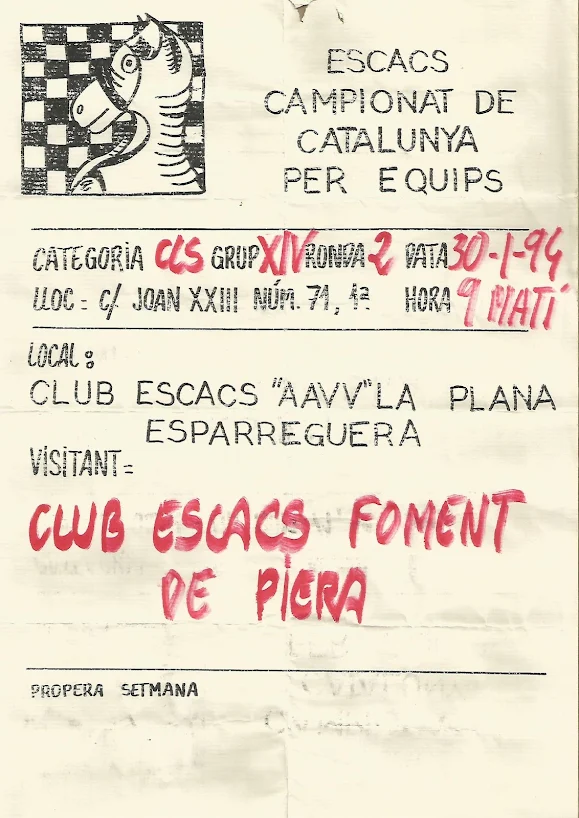 ESCACS
CAMPIONAT DE
CATALUNYA
PER EQUIPS
CATEGORIA CCS GRUP XIV RONDA 2 DATA 30-1-94
LLOC: C/ JOAN XXIII NÚM. 71, 1ª HORA 9 MATÍ
LOCAL:
CLUB ESCACS "AAVV" LA PLANA
ESPARREGUERA
VISITANT=
CLUB ESCACS FOMENT
DE PIERA
PROPERA SETMANA